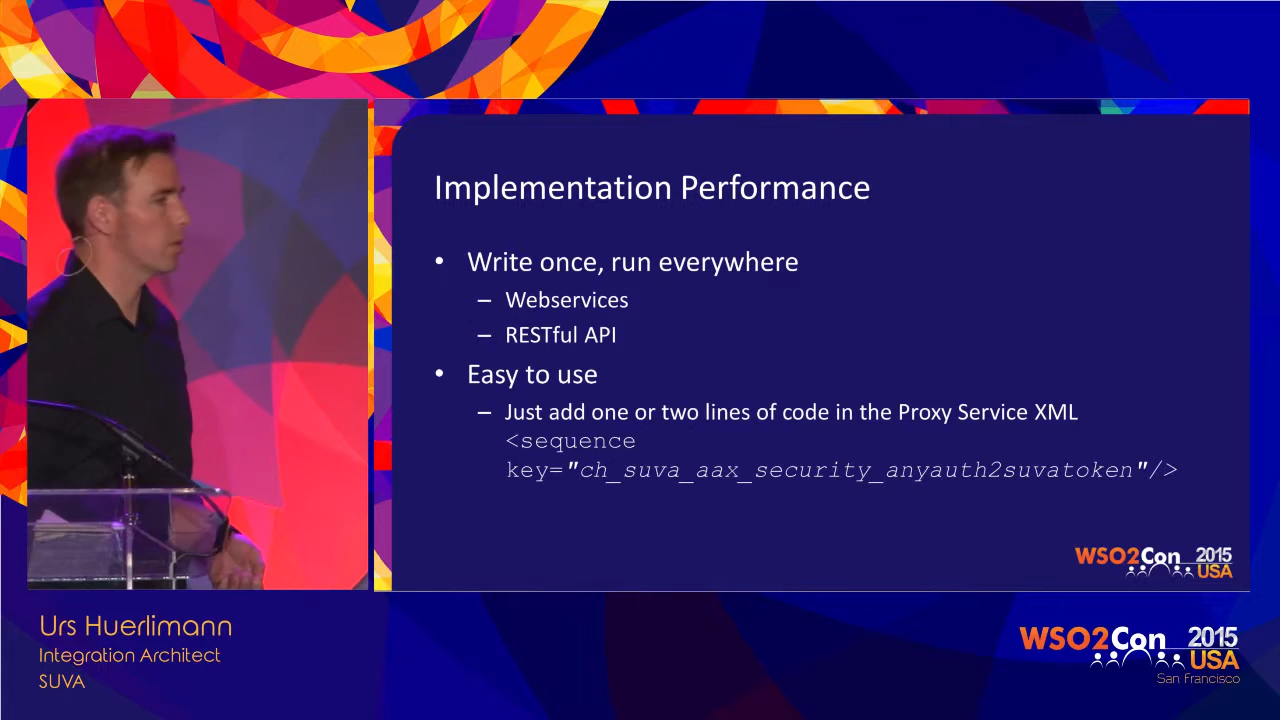 Implementation Performance
• Write once, run everywhere
– Webservices
– RESTful API
• Easy to use
– Just add one or two lines of code in the Proxy Service XML
<sequence
key="ch_suva_aax_security_anyauth2suvatoken"/>
WSO2Con 2015
USA
Urs Huerlimann
Integration Architect
SUVA
WSO2Con 2015
USA
San Francisco